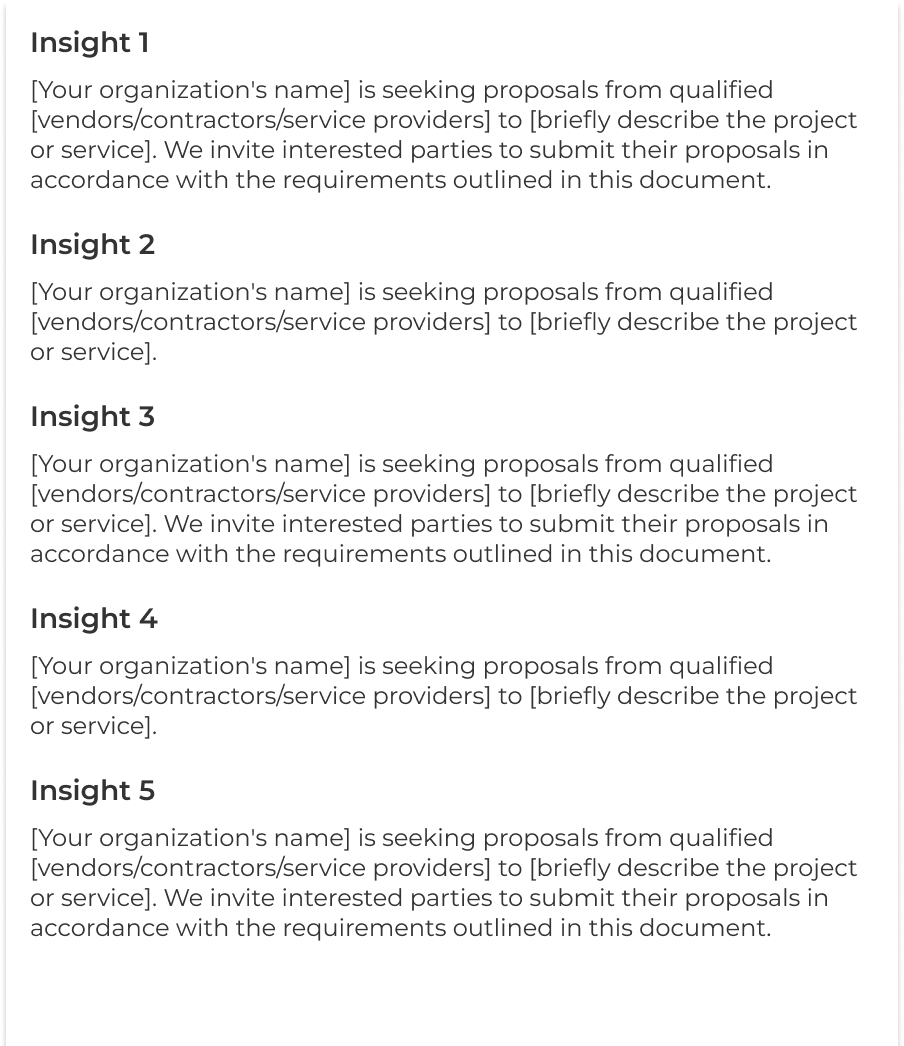 Insight 1
[Your organization's name] is seeking proposals from qualified
[vendors/contractors/service providers] to [briefly describe the project
or service]. We invite interested parties to submit their proposals in
accordance with the requirements outlined in this document.
Insight 2
[Your organization's name] is seeking proposals from qualified
[vendors/contractors/service providers] to [briefly describe the project
or service].
Insight 3
[Your organization's name] is seeking proposals from qualified
[vendors/contractors/service providers] to [briefly describe the project
or service]. We invite interested parties to submit their proposals in
accordance with the requirements outlined in this document.
Insight 4
[Your organization's name] is seeking proposals from qualified
[vendors/contractors/service providers] to [briefly describe the project
or service].
Insight 5
[Your organization's name] is seeking proposals from qualified
[vendors/contractors/service providers] to [briefly describe the project
or service]. We invite interested parties to submit their proposals in
accordance with the requirements outlined in this document.